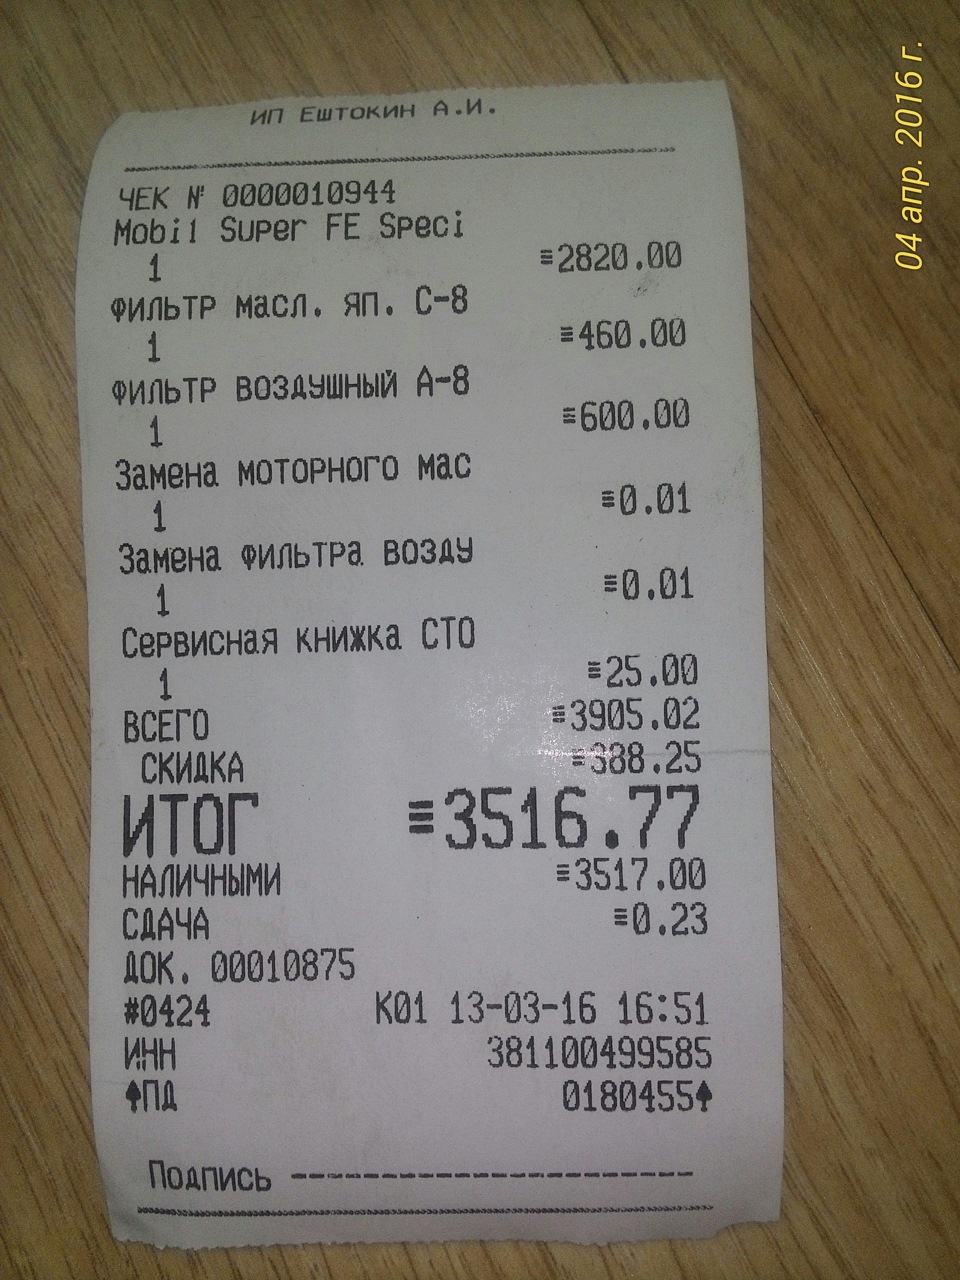 ИП Ештокин А.И.
ЧЕК № 0000010944
Mobil Super FE Speci
1 ≡2820.00
ФИЛЬТР масл. яп. С-8
1 ≡460.00
ФИЛЬТР ВОЗДУШНЫЙ А-8
1 ≡600.00
Замена МОТОРНОГО мас
1 ≡0.01
Замена ФИЛЬТРа ВОЗДУ
1 ≡0.01
Сервисная книжка СТО
1 ≡25.00
ВСЕГО ≡3905.02
СКИДКА ≡388.25
ИТОГ ≡3516.77
НАЛИЧНЫМИ ≡3517.00
СДАЧА ≡0.23
ДОК. 00010875
#0424 К01 13-03-16 16:51
ИНН 381100499585
ПД 0180455
Подпись ----------------------
04 апр. 2016 г.